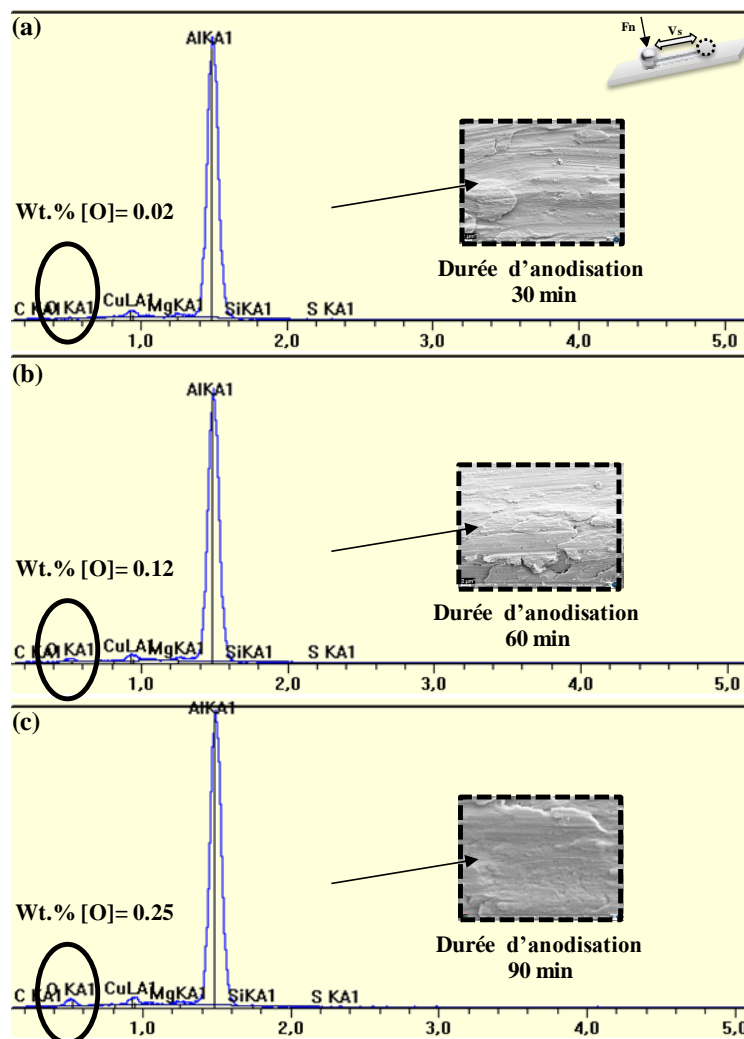 (a)
AlKA1
Fn
Vs
Wt.% [O]= 0.02
Durée d’anodisation
30 min
C KA1 O KA1 CuLA1 MgKA1 SiKA1 S KA1
1,0 2,0 3,0 4,0 5,0
(b)
AlKA1
Wt.% [O]= 0.12
Durée d’anodisation
60 min
C KA1 O KA1 CuLA1 MgKA1 SiKA1 S KA1
1,0 2,0 3,0 4,0 5,0
(c)
AlKA1
Wt.% [O]= 0.25
Durée d’anodisation
90 min
C KA1 O KA1 CuLA1 MgKA1 SiKA1 S KA1
1,0 2,0 3,0 4,0 5,0